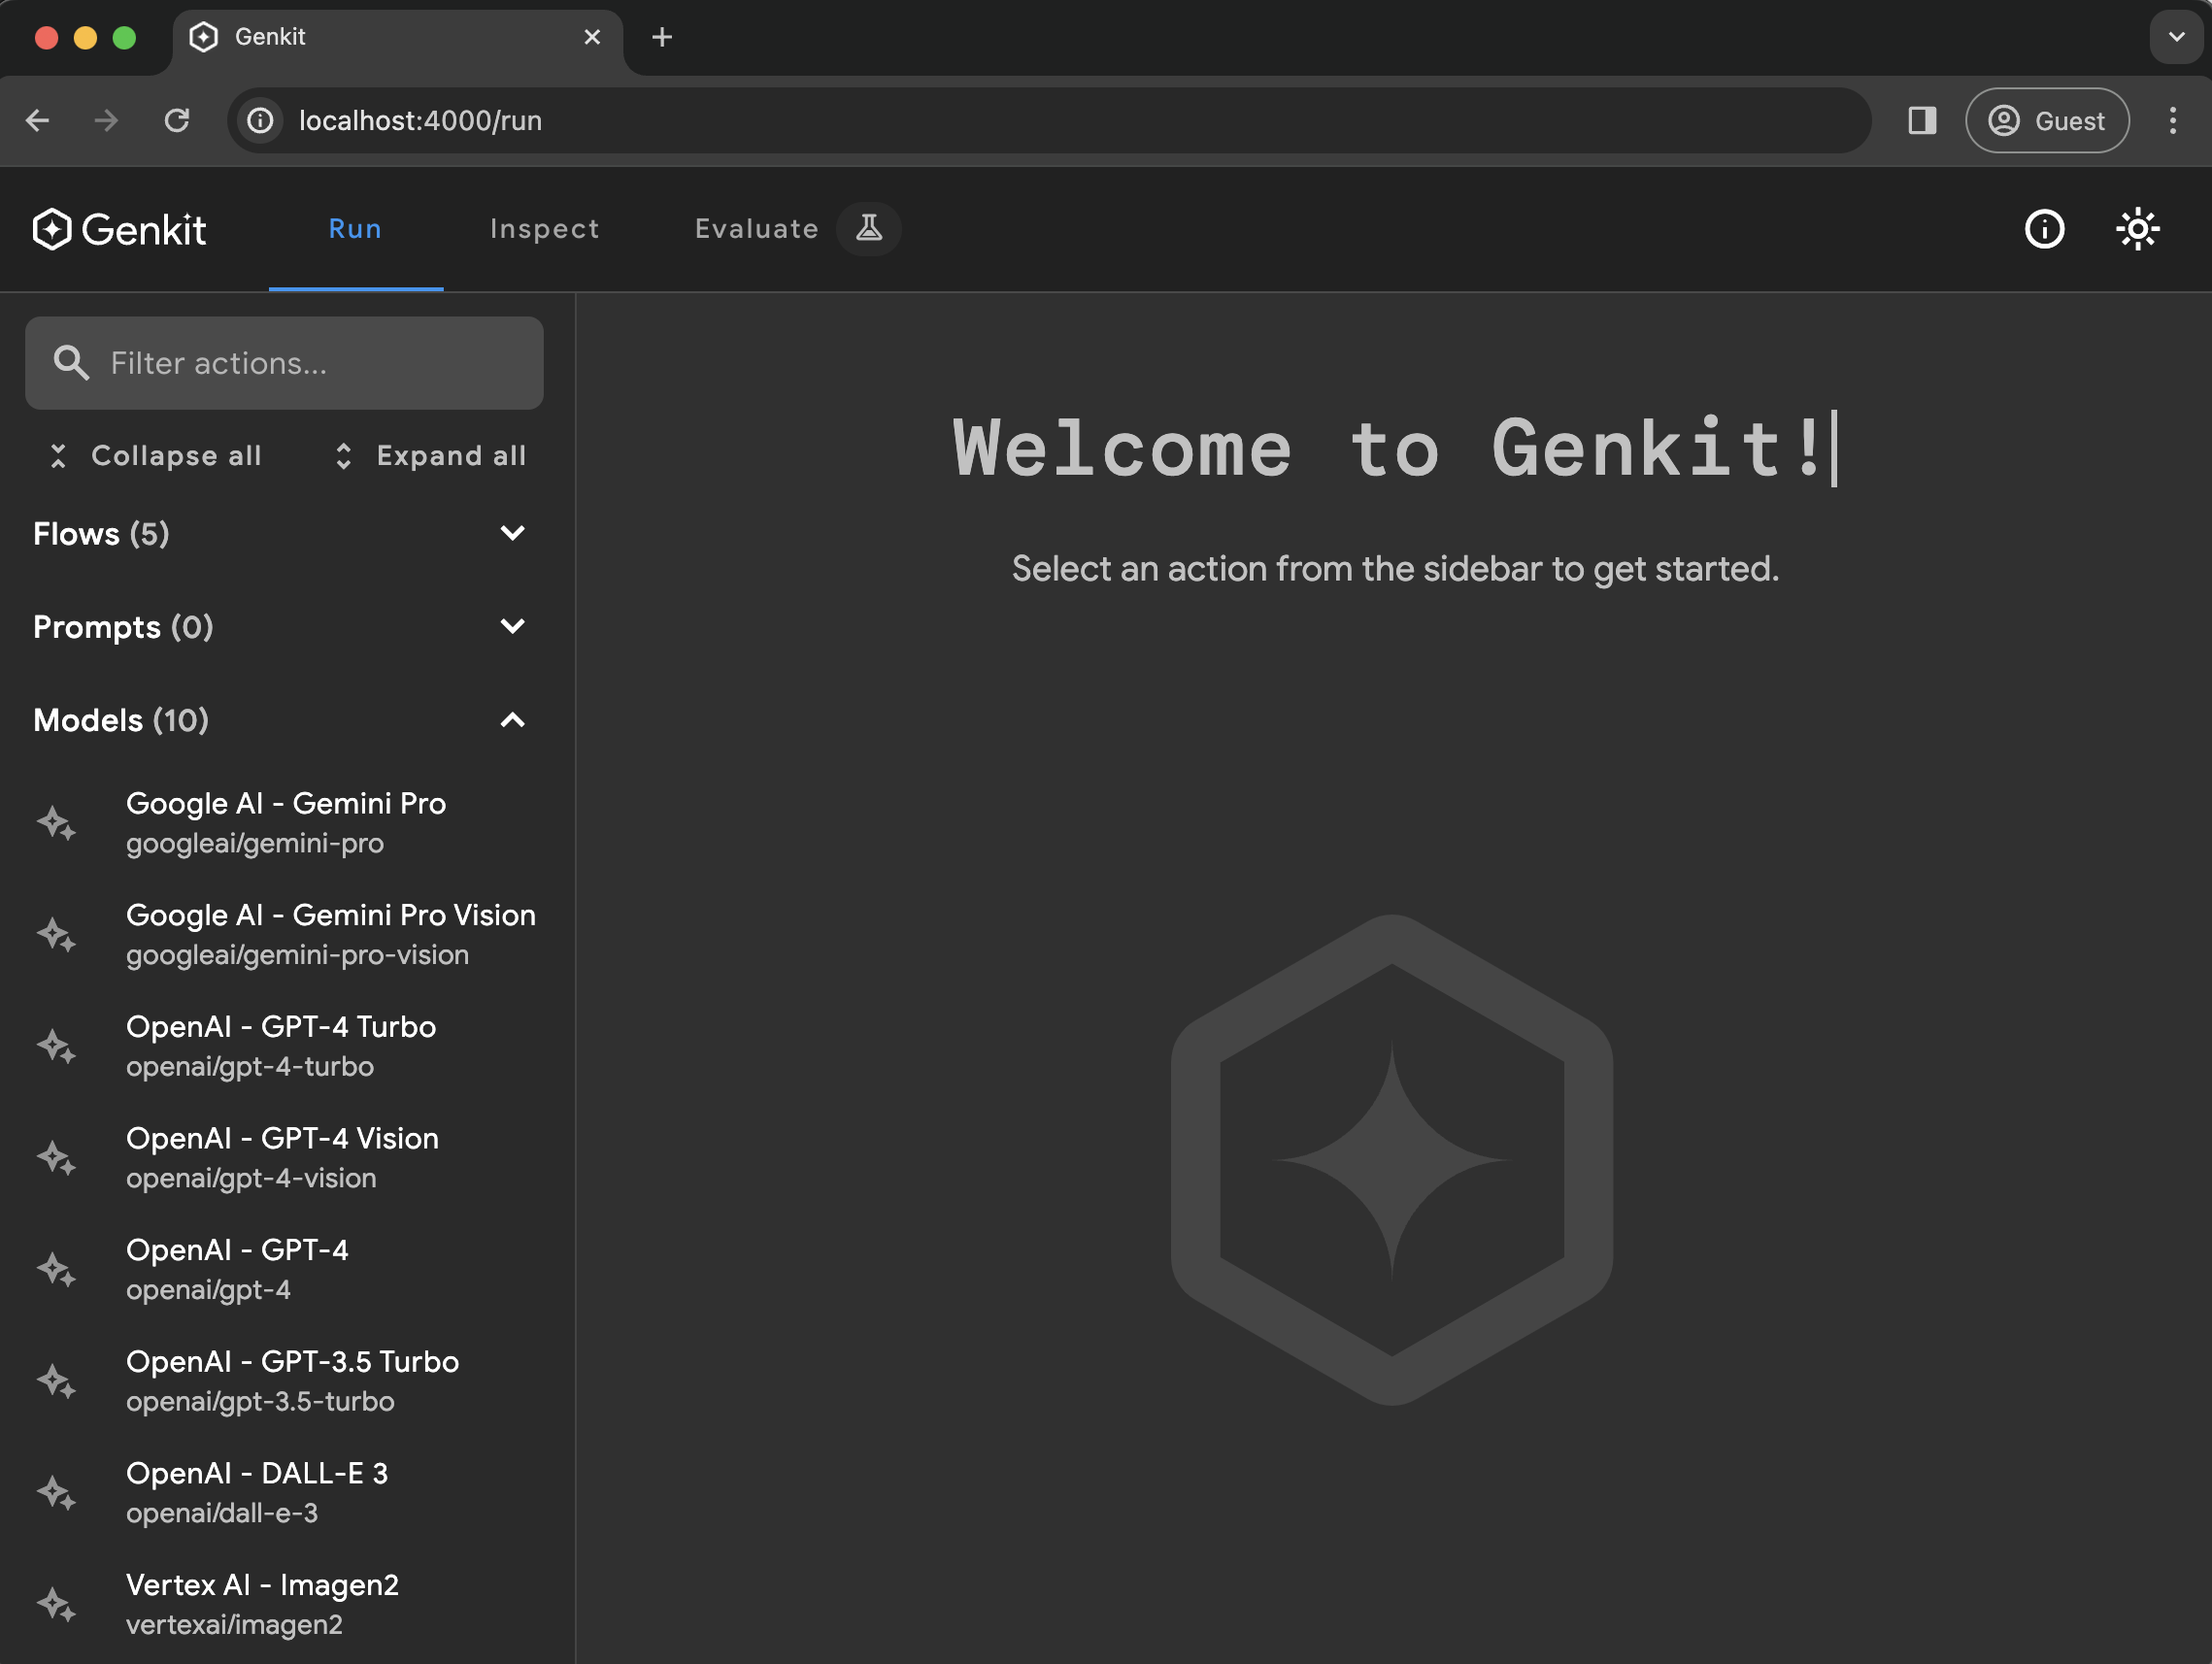 Genkit
localhost:4000/run
Guest
Genkit
Run
Inspect
Evaluate
Filter actions...
Collapse all
Expand all
Flows (5)
Prompts (0)
Models (10)
Google AI - Gemini Pro
googleai/gemini-pro
Google AI - Gemini Pro Vision
googleai/gemini-pro-vision
OpenAI - GPT-4 Turbo
openai/gpt-4-turbo
OpenAI - GPT-4 Vision
openai/gpt-4-vision
OpenAI - GPT-4
openai/gpt-4
OpenAI - GPT-3.5 Turbo
openai/gpt-3.5-turbo
OpenAI - DALL-E 3
openai/dall-e-3
Vertex AI - Imagen2
vertexai/imagen2
Welcome to Genkit!
Select an action from the sidebar to get started.